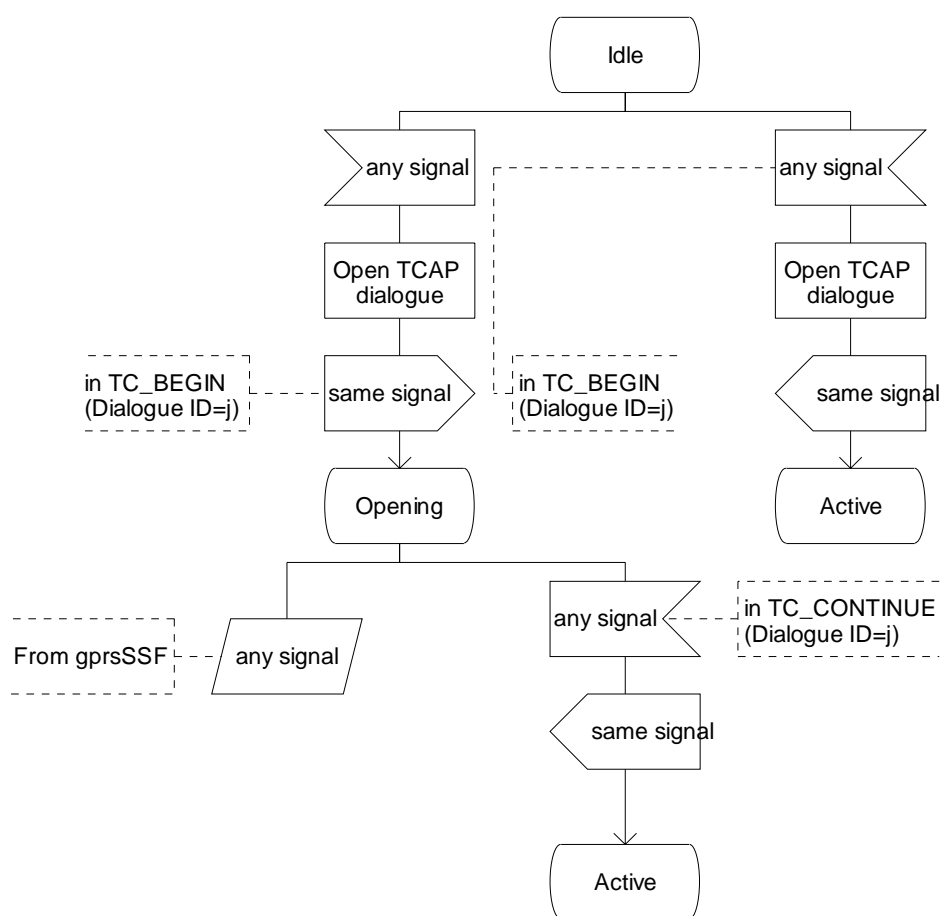 Idle
any signal
any signal
Open TCAP
dialogue
Open TCAP
dialogue
in TC_BEGIN
(Dialogue ID=j)
same signal
in TC_BEGIN
(Dialogue ID=j)
same signal
Opening
Active
any signal
in TC_CONTINUE
(Dialogue ID=j)
From gprsSSF
any signal
same signal
Active